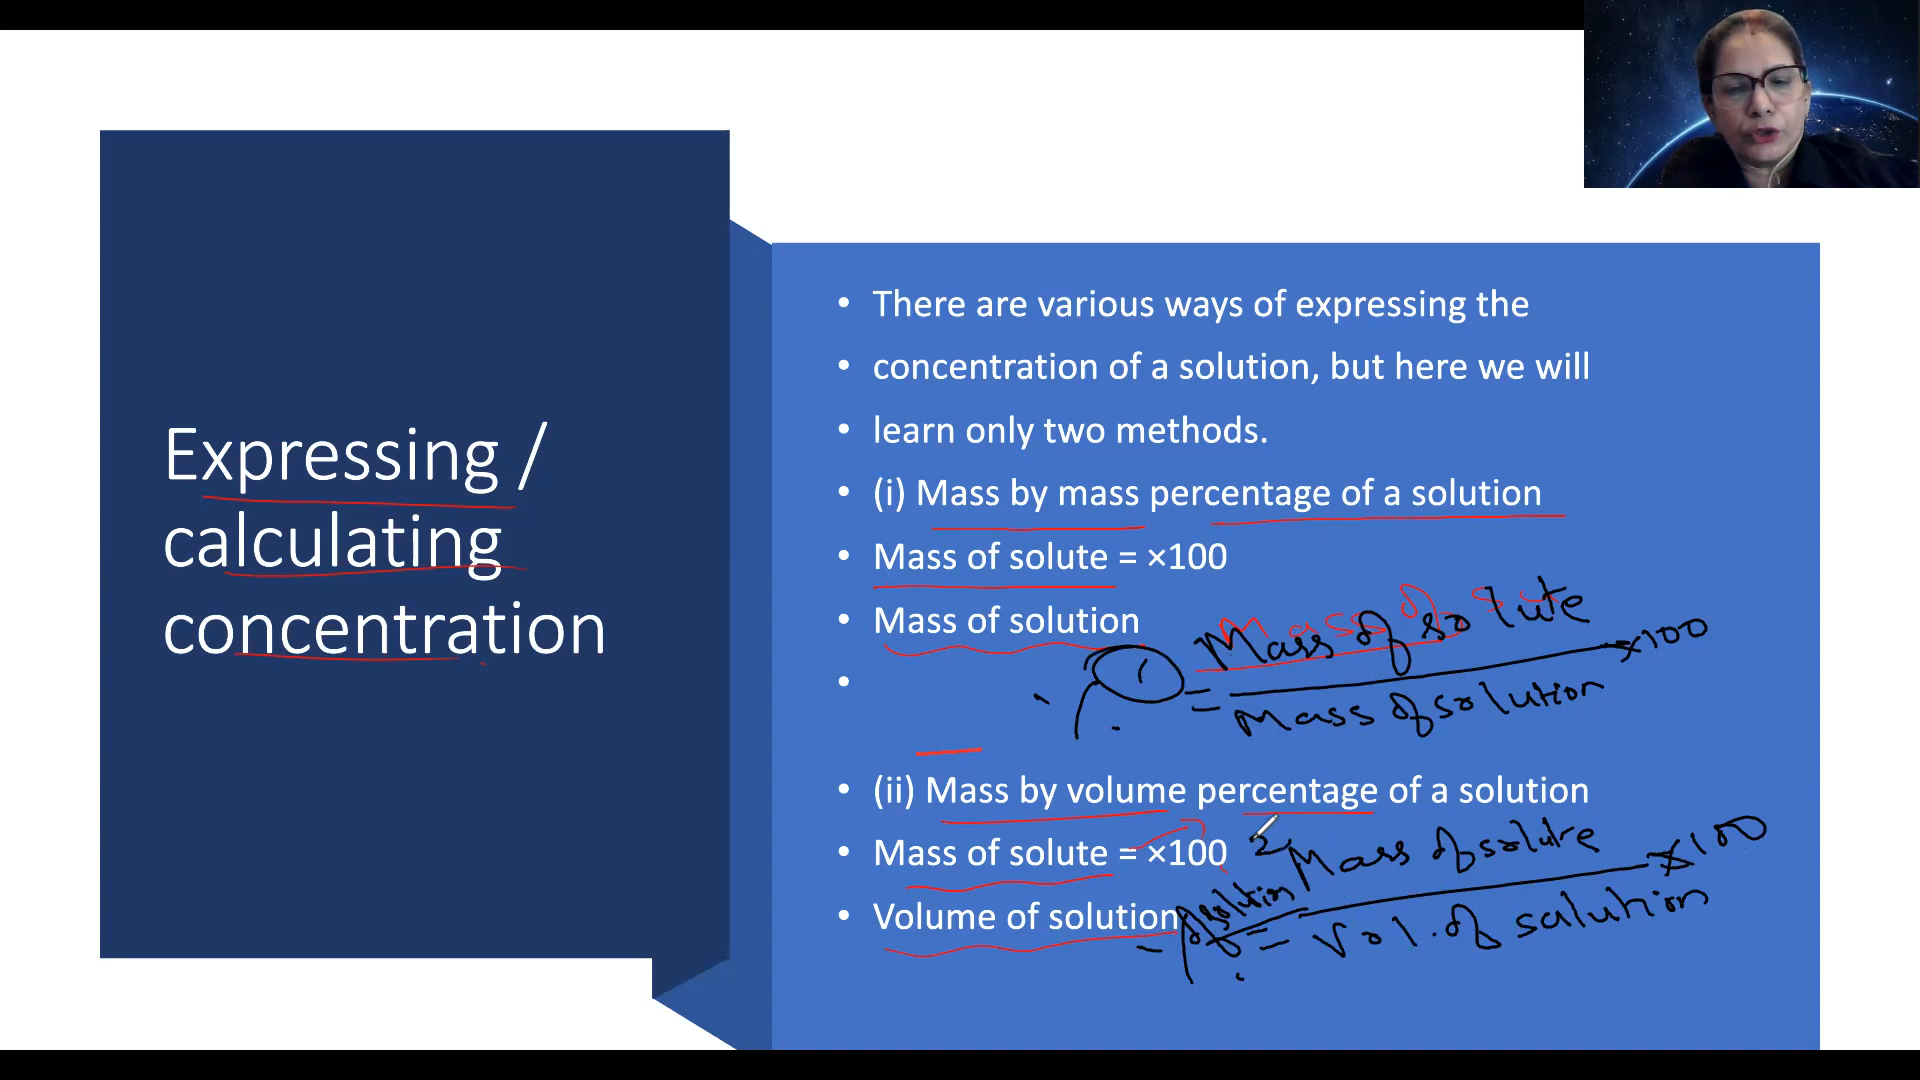 Expressing /
calculating
concentration
• There are various ways of expressing the
• concentration of a solution, but here we will
• learn only two methods.
• (i) Mass by mass percentage of a solution
• Mass of solute = ×100
• Mass of solution
Mass of solute
= ×100
Mass of solution
• (ii) Mass by volume percentage of a solution
• Mass of solute = ×100
• Volume of solution
Mass of solute
of solution = ×100
Vol. of solution